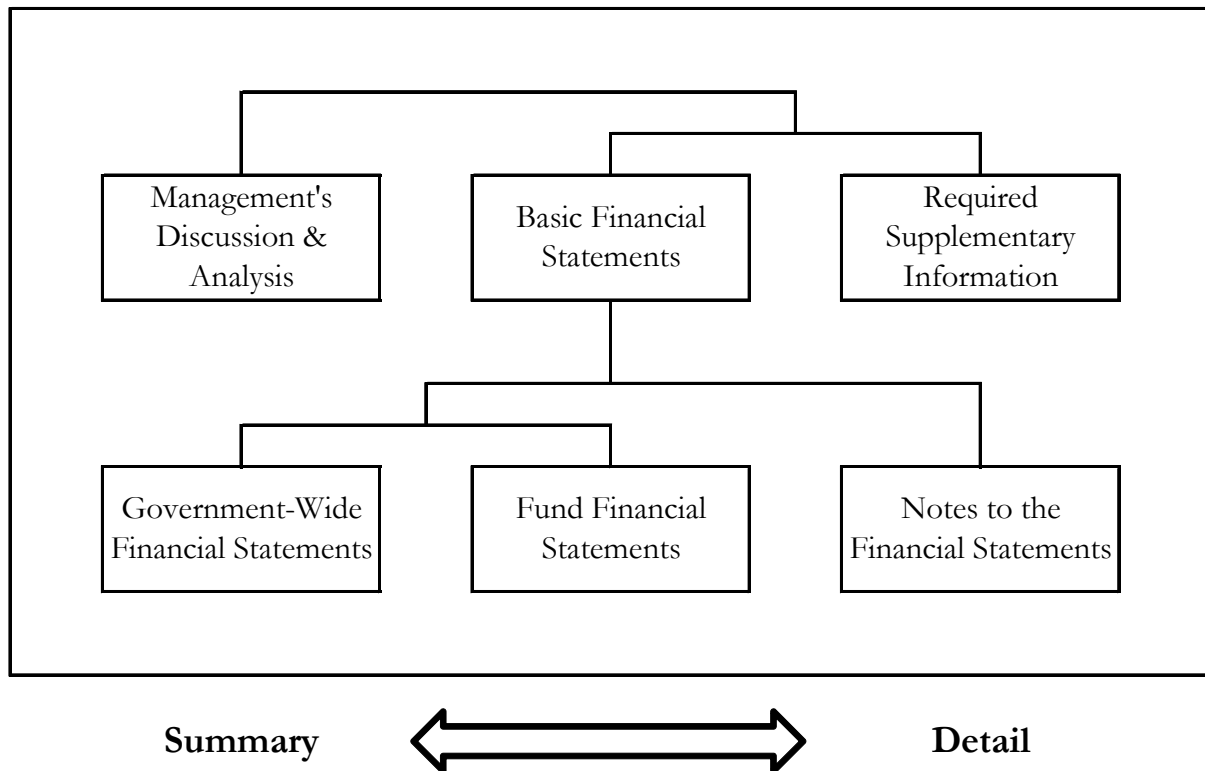 Management's
Discussion &
Analysis
Basic Financial
Statements
Required
Supplementary
Information
Government-Wide
Financial Statements
Fund Financial
Statements
Notes to the
Financial Statements
Summary
Detail